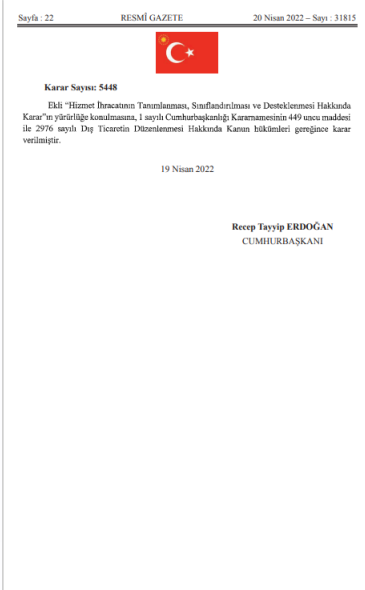 Sayfa : 22 RESMÎ GAZETE 20 Nisan 2022 – Sayı : 31815
Karar Sayısı: 5448
Ekli “Hizmet İhracatının Tanımlanması, Sınıflandırılması ve Desteklenmesi Hakkında
Karar”ın yürürlüğe konulmasına, 1 sayılı Cumhurbaşkanlığı Kararnamesinin 449 uncu maddesi
ile 2976 sayılı Dış Ticaretin Düzenlenmesi Hakkında Kanun hükümleri gereğince karar
verilmiştir.
19 Nisan 2022
Recep Tayyip ERDOĞAN
CUMHURBAŞKANI